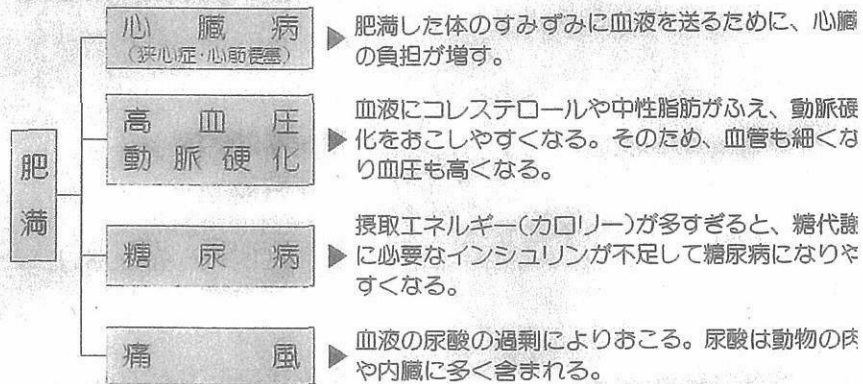 肥満
心臓病
(狭心症・心筋梗塞)
▶ 肥満した体のすみずみに血液を送るために、心臓
の負担が増す。
高血圧
動脈硬化
▶ 血液にコレステロールや中性脂肪がふえ、動脈硬
化をおこしやすくなる。そのため、血管も細くな
り血圧も高くなる。
糖尿病
▶ 摂取エネルギー(カロリー)が多すぎると、糖代謝
に必要なインシュリンが不足して糖尿病になりや
すくなる。
痛風
▶ 血液の尿酸の過剰によりおこる。尿酸は動物の肉
や内臓に多く含まれる。